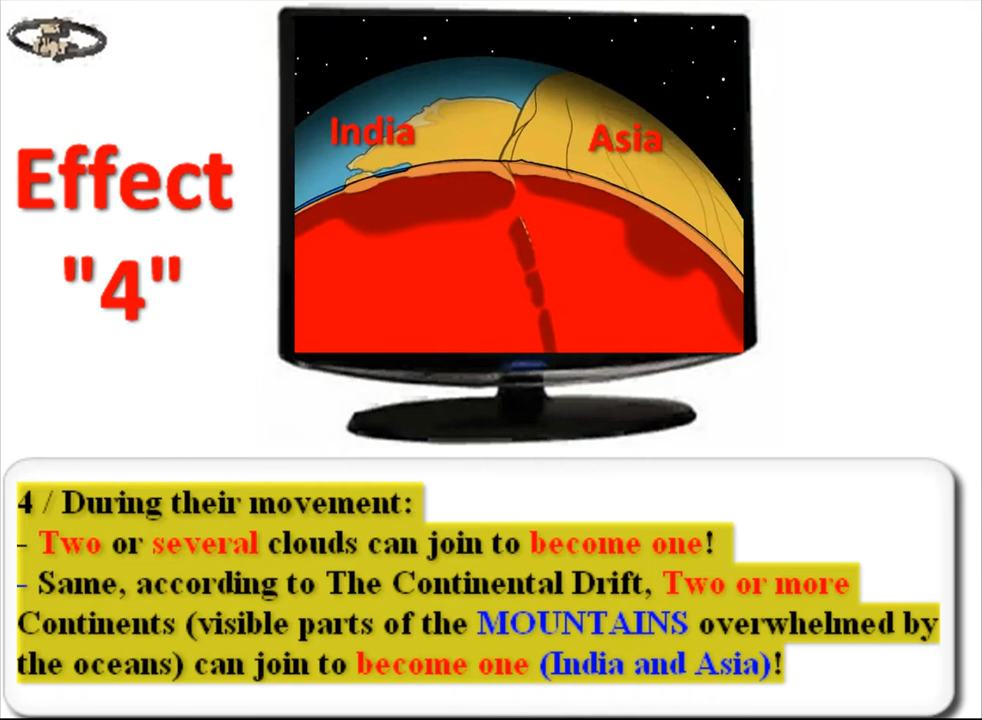 India
Asia
Effect
"4"
4 / During their movement:
- Two or several clouds can join to become one!
- Same, according to The Continental Drift, Two or more
Continents (visible parts of the MOUNTAINS overwhelmed by
the oceans) can join to become one (India and Asia)!